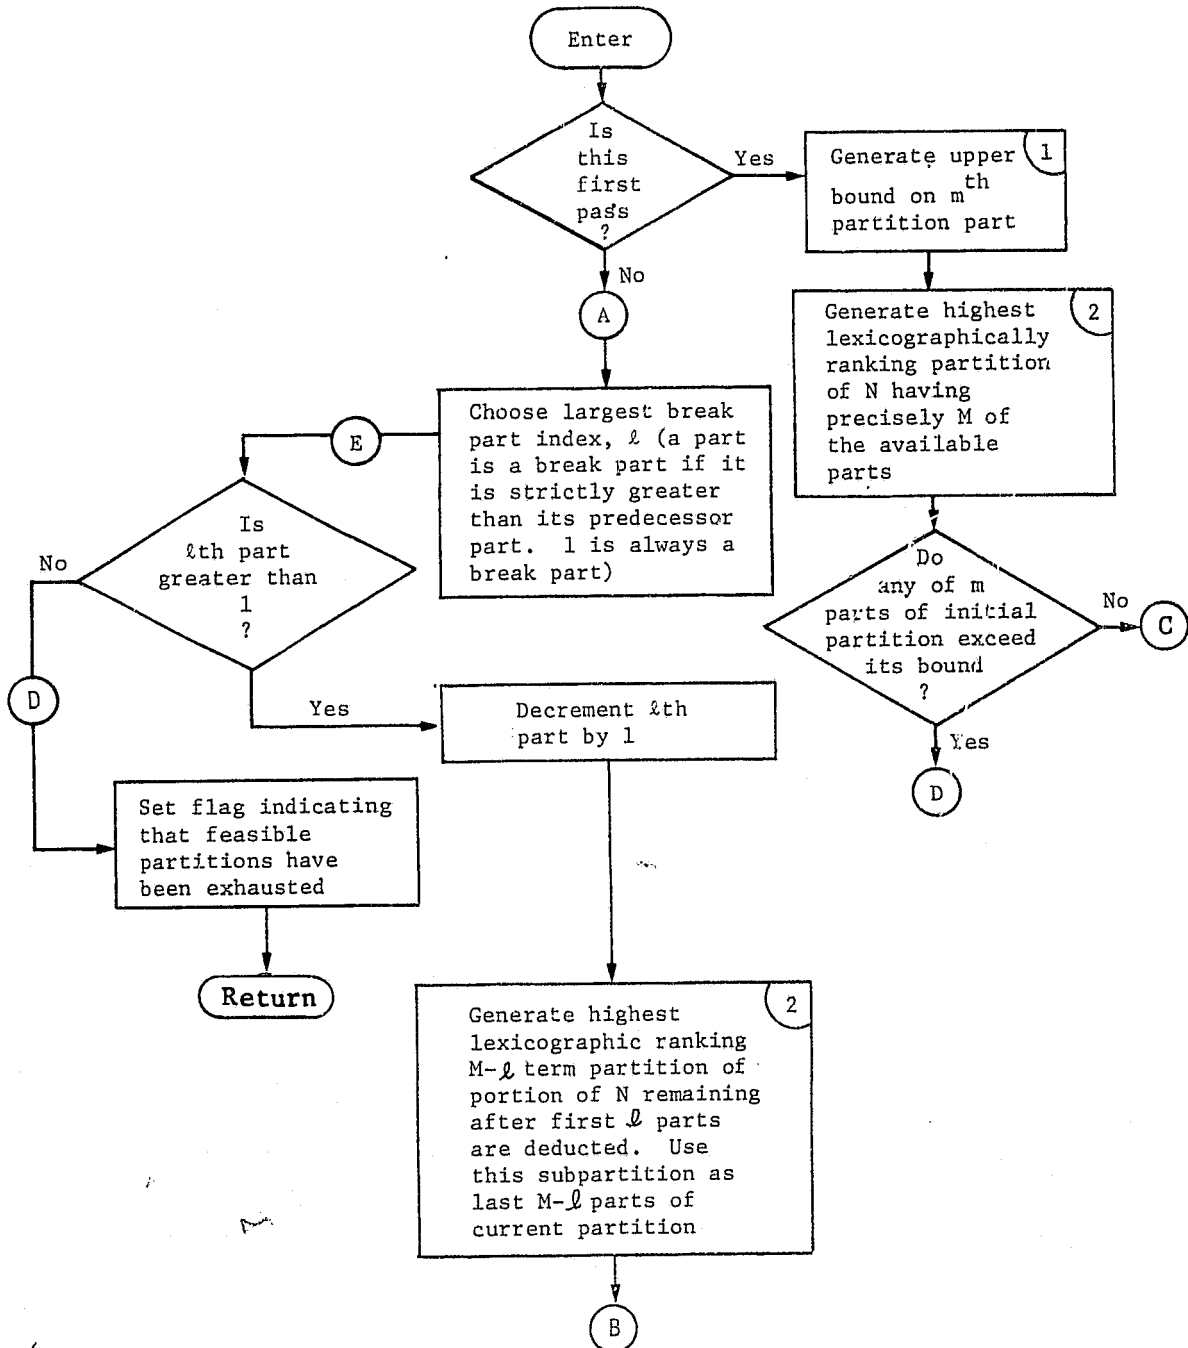 Enter
Is
this
first
pass
?
Yes
No
Generate upper
bound on m th
partition part
1
A
Generate highest
lexicographically
ranking partition
of N having
precisely M of
the available
parts
2
Choose largest break
part index, ℓ (a part
is a break part if it
is strictly greater
than its predecessor
part. 1 is always a
break part)
E
Is
ℓth part
greater than
1
?
No
Do
any of m
parts of initial
partition exceed
its bound
?
No
C
Yes
D
D
Yes
Decrement ℓth
part by 1
Set flag indicating
that feasible
partitions have
been exhausted
Return
Generate highest
lexicographic ranking
M-ℓ term partition of
portion of N remaining
after first ℓ parts
are deducted. Use
this subpartition as
last M-ℓ parts of
current partition
2
B